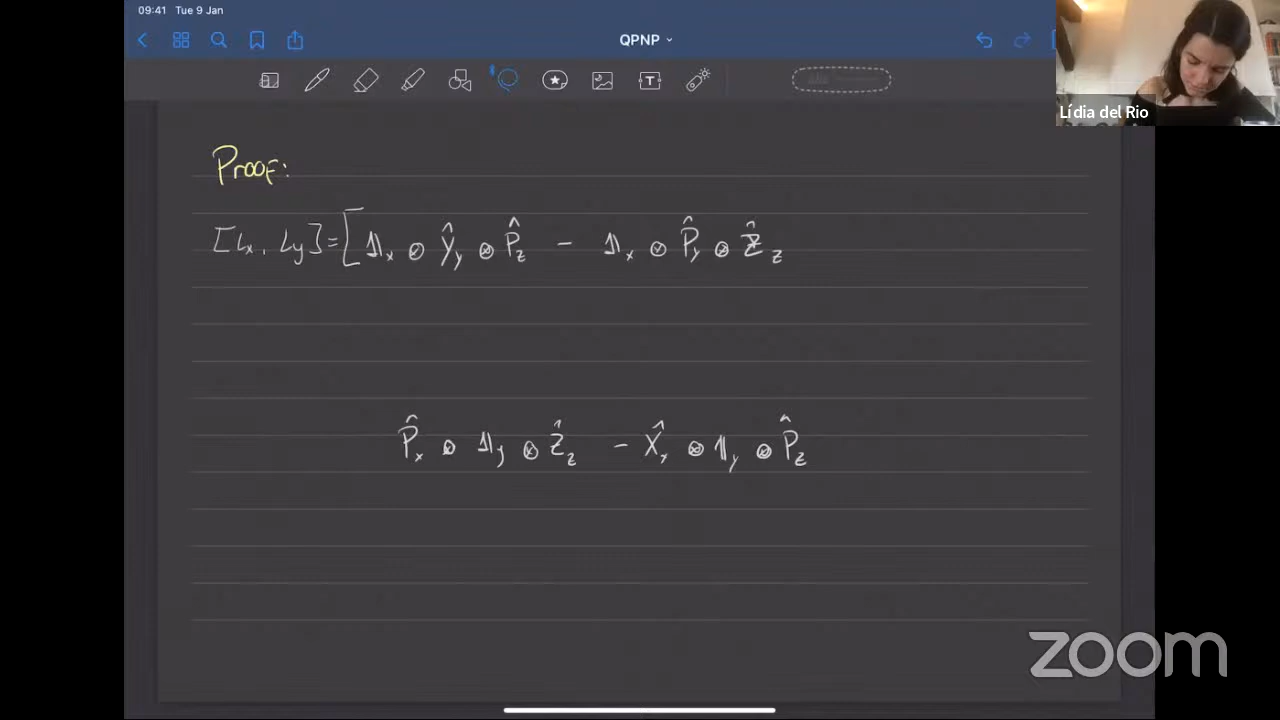 09:41 Tue 9 Jan
QPNP
Lídia del Rio
Proof:
[Lx, Ly] = [ 𝟙x ⊗ Ŷy ⊗ P̂z − 𝟙x ⊗ P̂y ⊗ Ẑz
P̂x ⊗ 𝟙y ⊗ Ẑz − X̂x ⊗ 𝟙y ⊗ P̂z
zoom